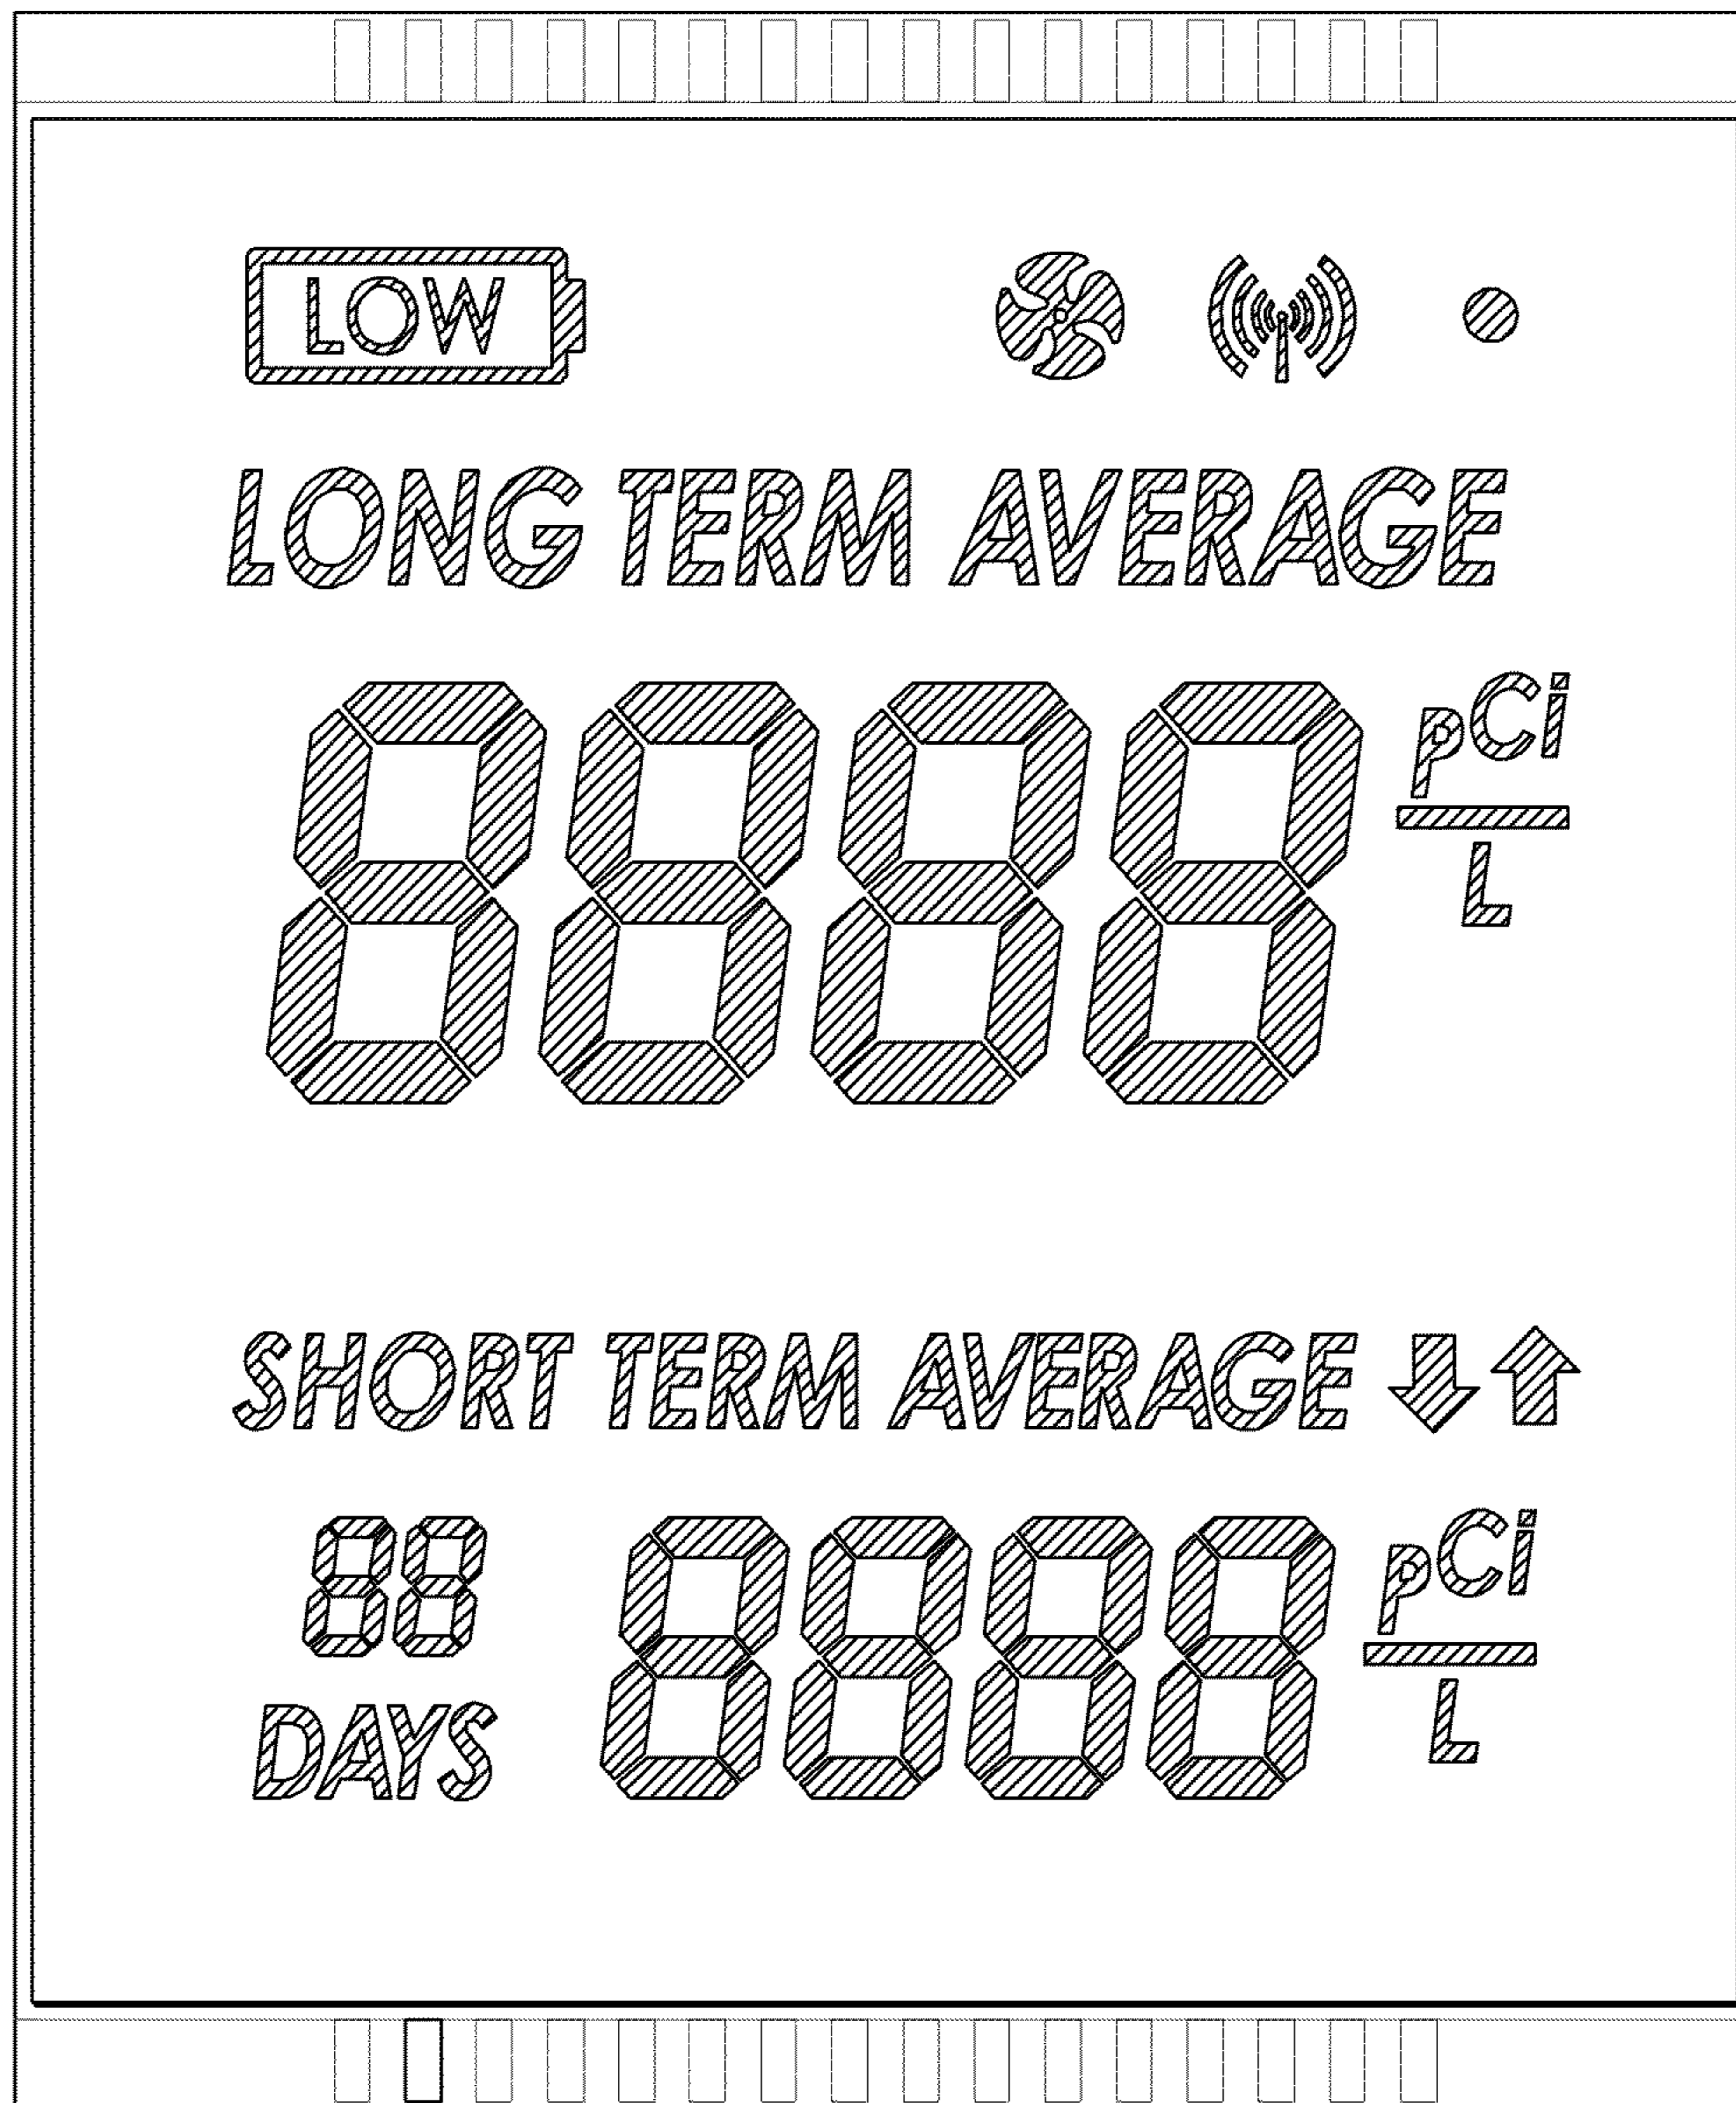 LOW
LONG TERM AVERAGE
8888 pCi
L
SHORT TERM AVERAGE
88 8888 pCi
L
DAYS